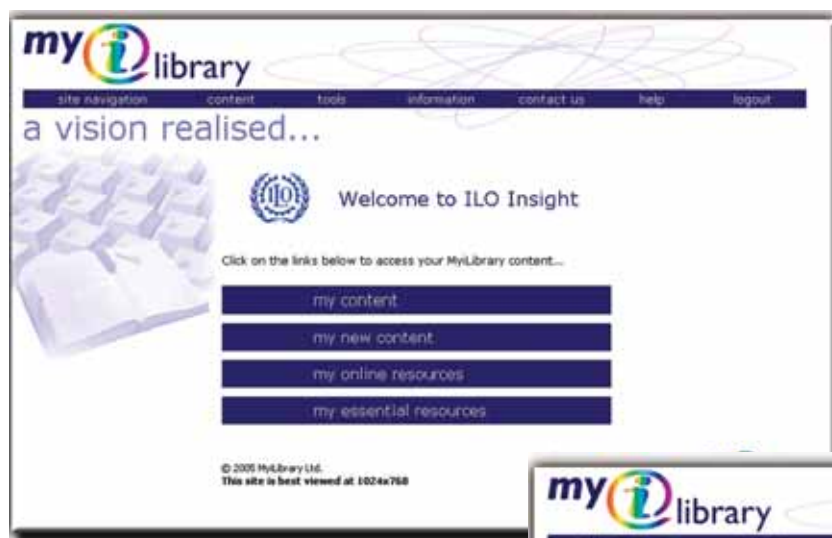 my i library
site navigation content tools information contact us help logout
a vision realised...
ILO
Welcome to ILO Insight
Click on the links below to access your MyiLibrary content...
my content
my new content
my online resources
my essential resources
© 2005 MyiLibrary Ltd.
This site is best viewed at 1024x768
my i library